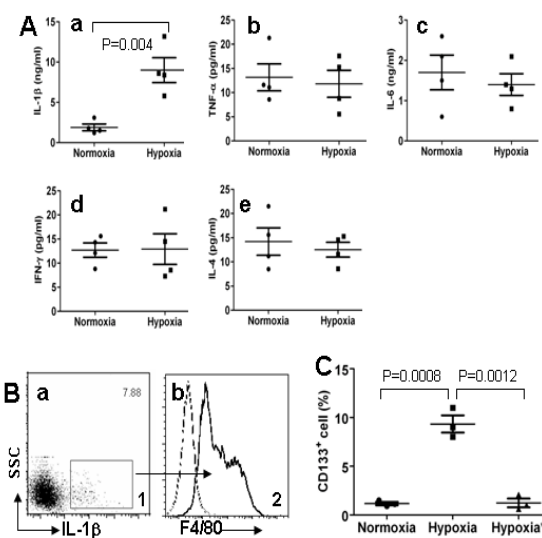 A
a
P=0.004
IL-1β (ng/ml)
15
10
5
0
Normoxia
Hypoxia
b
TNF-α (pg/ml)
25
20
15
10
5
0
Normoxia
Hypoxia
c
IL-6 (ng/ml)
3
2
1
0
Normoxia
Hypoxia
d
IFN-γ (pg/ml)
25
20
15
10
5
0
Normoxia
Hypoxia
e
IL-4 (pg/ml)
25
20
15
10
5
0
Normoxia
Hypoxia
B
a
7.88
SSC
1
IL-1β
b
2
F4/80
C
P=0.0008
P=0.0012
CD133+ cell (%)
15
10
5
0
Normoxia
Hypoxia